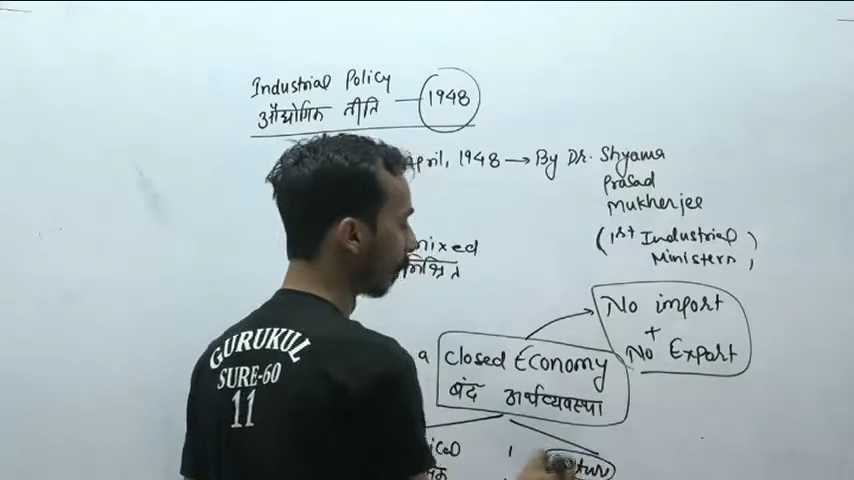 Industrial Policy
औद्योगिक नीति — 1948
April, 1948 → By Dr. Shyama
Prasad
Mukherjee
(1st Industrial
Ministern)
mixed
मिश्रित
No import
+
No Export
a Closed Economy
बंद अर्थव्यवस्था
GURUKUL
SURE-60
11